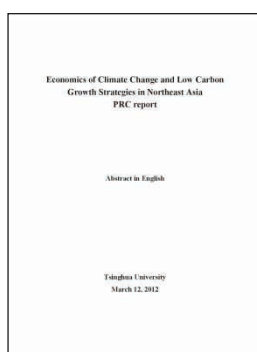 Economics of Climate Change and Low Carbon
Growth Strategies in Northeast Asia
PRC report
Abstract in English
Tsinghua University
March 12, 2012